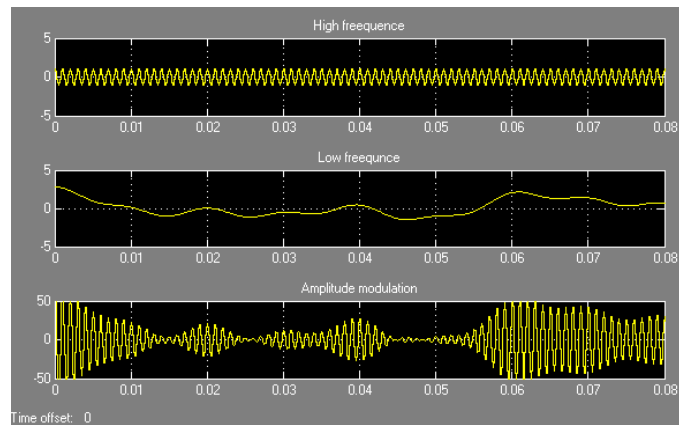 High freequence
5
0
-5
0 0.01 0.02 0.03 0.04 0.05 0.06 0.07 0.08
Low freequnce
5
0
-5
0 0.01 0.02 0.03 0.04 0.05 0.06 0.07 0.08
Amplitude modulation
50
0
-50
0 0.01 0.02 0.03 0.04 0.05 0.06 0.07 0.08
Time offset: 0